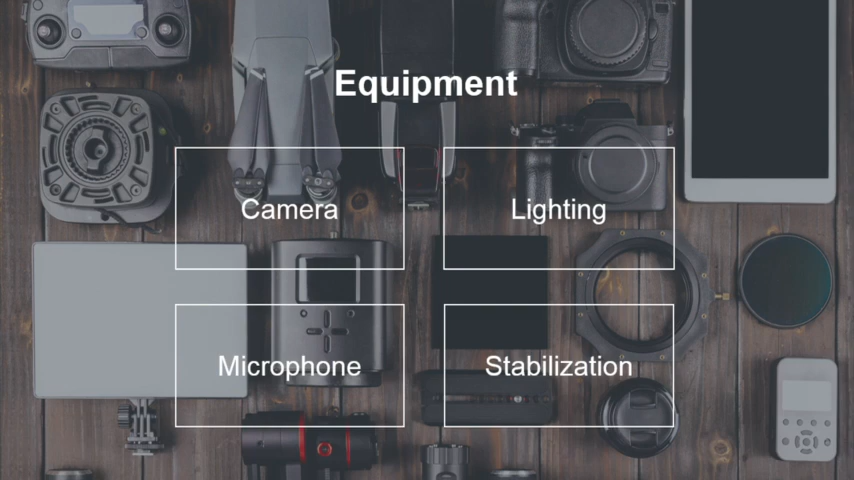 Equipment
Camera
Lighting
Microphone
Stabilization